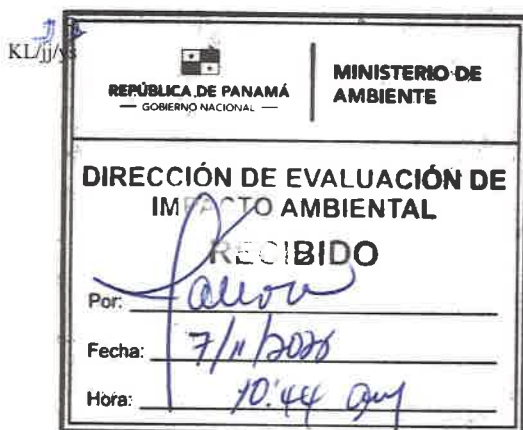 KL/jj/ys
REPÚBLICA DE PANAMÁ
— GOBIERNO NACIONAL —
MINISTERIO DE
AMBIENTE
DIRECCIÓN DE EVALUACIÓN DE
IMPACTO AMBIENTAL
RECIBIDO
Por:
Fecha: 7/11/2025
Hora: 10:44 am